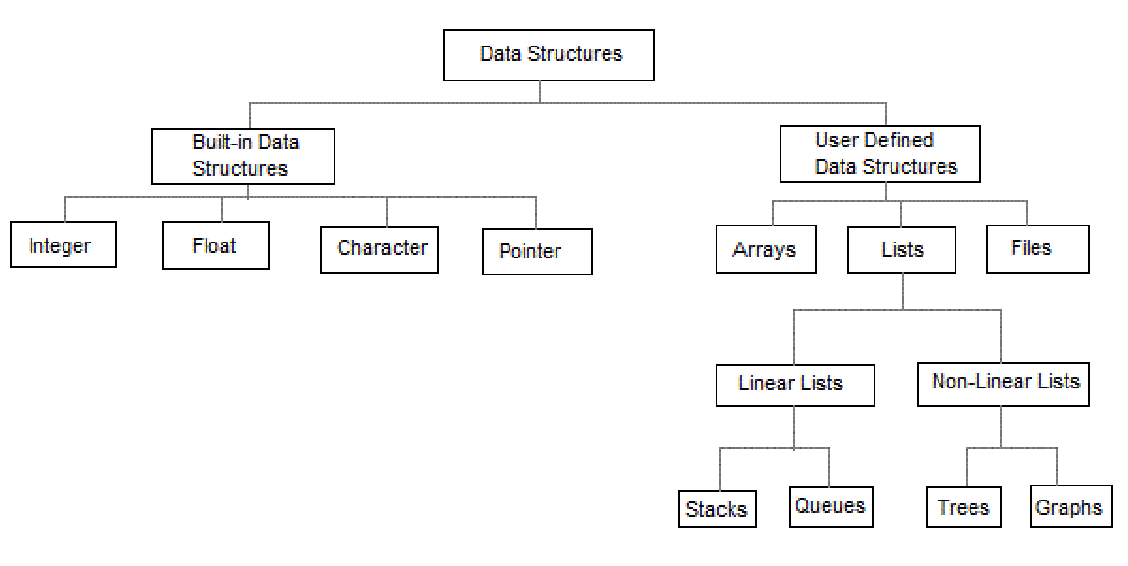 Data Structures
Built-in Data
Structures
User Defined
Data Structures
Integer
Float
Character
Pointer
Arrays
Lists
Files
Linear Lists
Non-Linear Lists
Stacks
Queues
Trees
Graphs